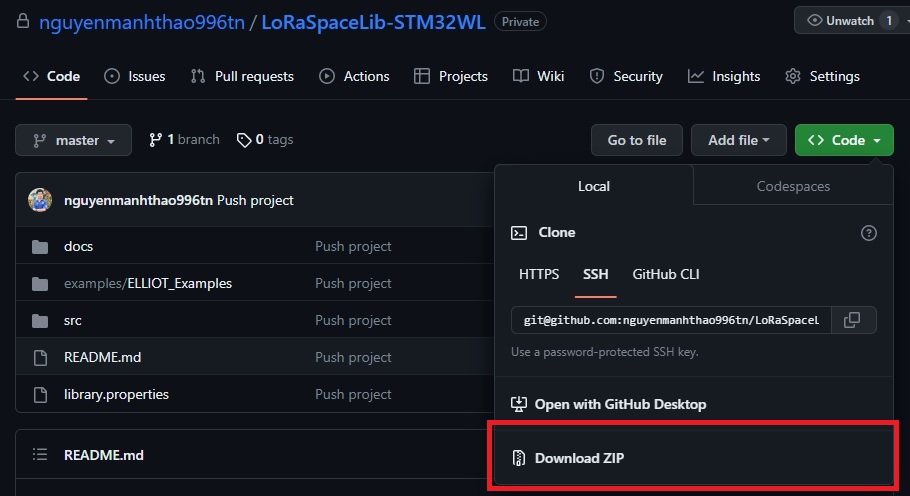 nguyenmanhthao996tn / LoRaSpaceLib-STM32WL Private
Unwatch 1
Code Issues Pull requests Actions Projects Wiki Security Insights Settings
master 1 branch 0 tags Go to file Add file Code
nguyenmanhthao996tn Push project
docs Push project
examples/ELLIOT_Examples Push project
src Push project
README.md Push project
library.properties Push project
README.md
Local Codespaces
Clone
HTTPS SSH GitHub CLI
git@github.com:nguyenmanhthao996tn/LoRaSpaceL
Use a password-protected SSH key.
Open with GitHub Desktop
Download ZIP